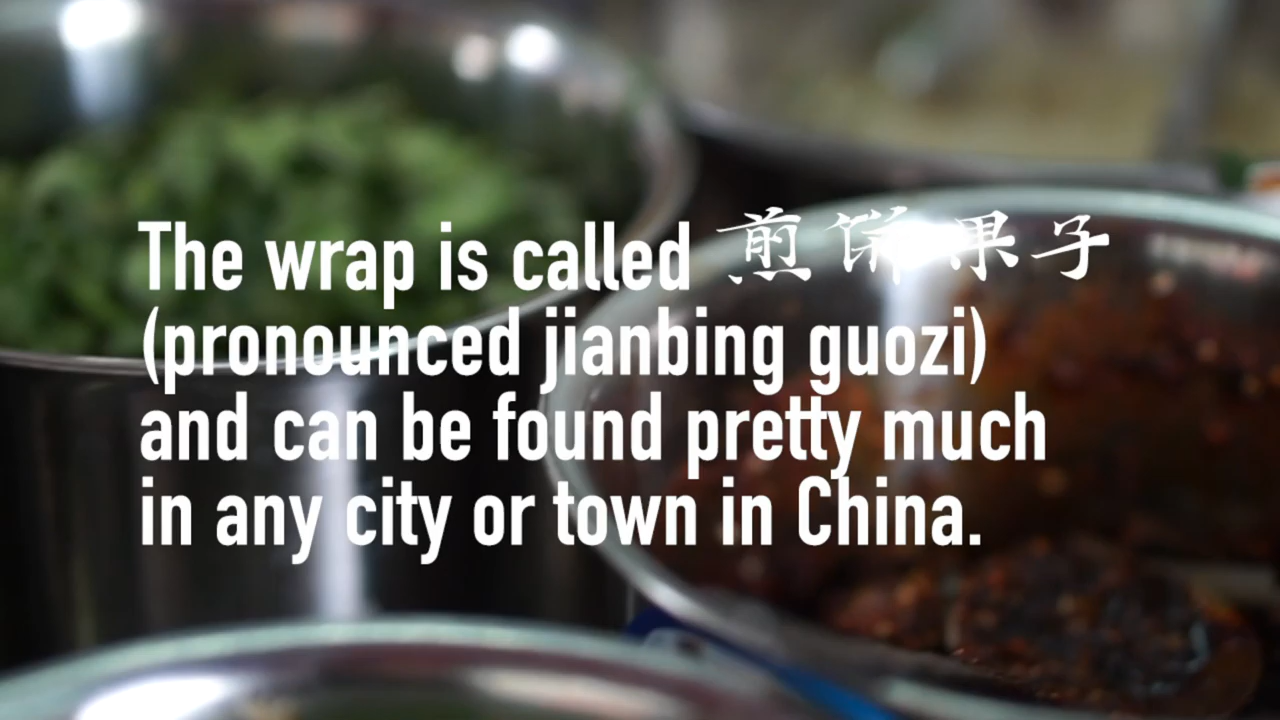 The wrap is called 煎饼果子
(pronounced jianbing guozi)
and can be found pretty much
in any city or town in China.